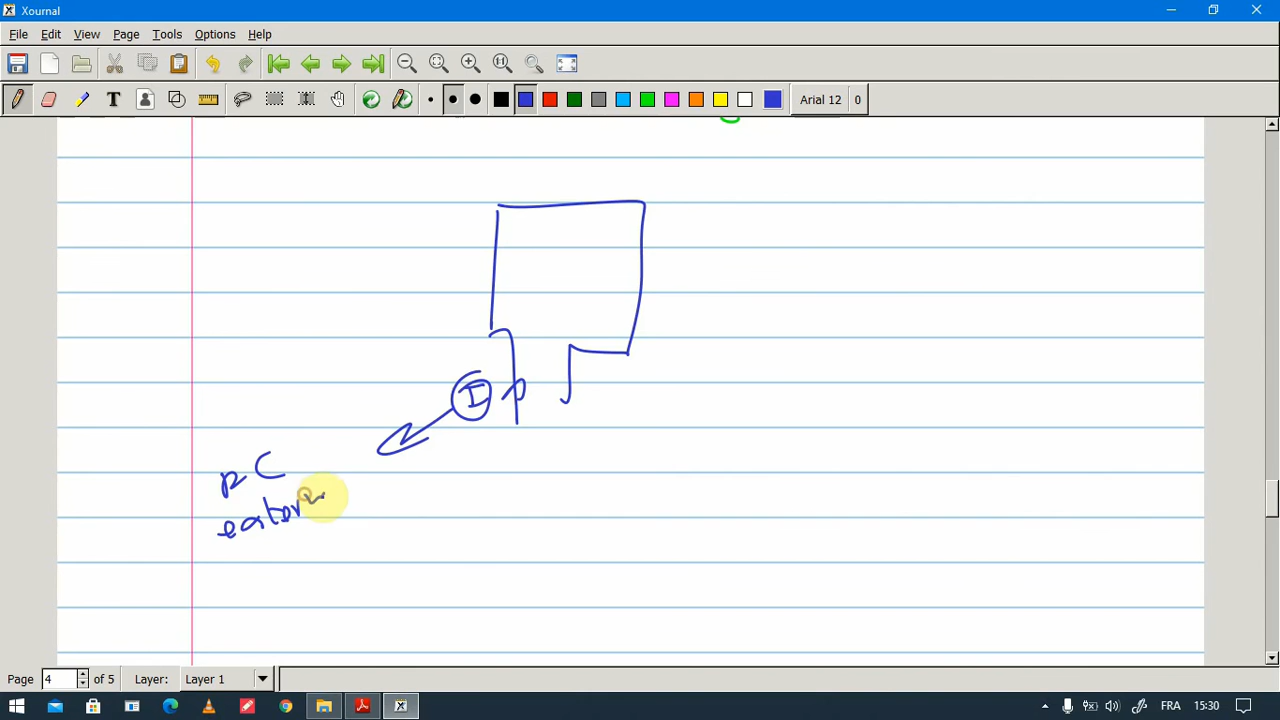 Xournal
File Edit View Page Tools Options Help
Arial 12 0
I p
PC
Page 4 of 5 Layer: Layer 1
FRA 15:30